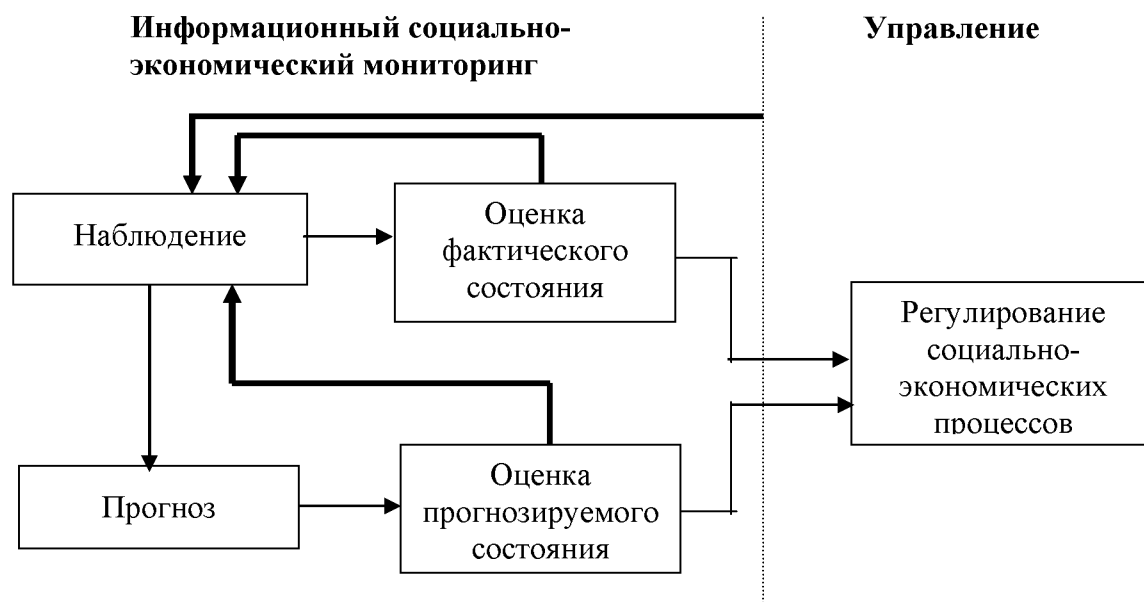 Информационный социально-
экономический мониторинг
Управление
Наблюдение
Оценка
фактического
состояния
Регулирование
социально-
экономических
процессов
Прогноз
Оценка
прогнозируемого
состояния